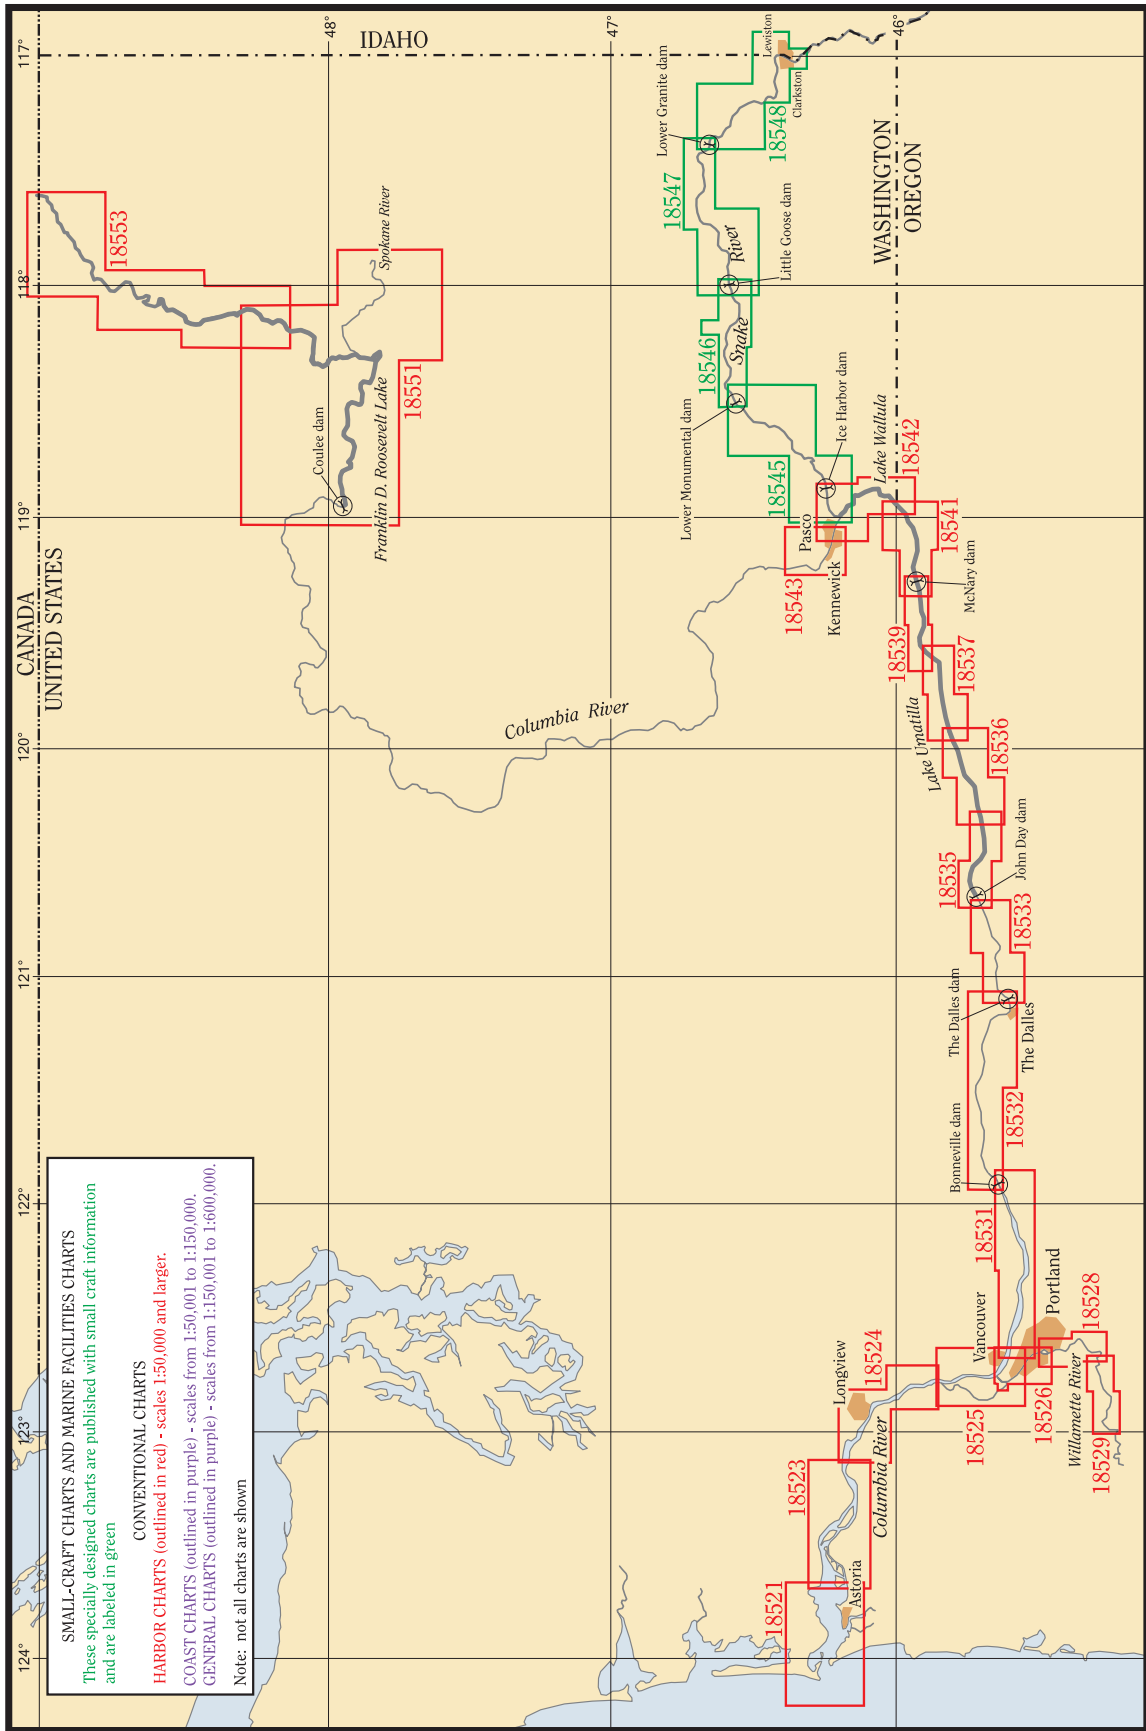 SMALL-CRAFT CHARTS AND MARINE FACILITIES CHARTS
These specially designed charts are published with small craft information
and are labeled in green
CONVENTIONAL CHARTS
HARBOR CHARTS (outlined in red) - scales 1:50,000 and larger.
COAST CHARTS (outlined in purple) - scales from 1:50,001 to 1:150,000.
GENERAL CHARTS (outlined in purple) - scales from 1:150,001 to 1:600,000.
Note: not all charts are shown
124°
123°
122°
121°
120°
119°
118°
117°
CANADA
UNITED STATES
IDAHO
48°
47°
46°
18553
Spokane River
18551
Coulee dam
Franklin D. Roosevelt Lake
Columbia River
Lower Granite dam
Lewiston
Clarkston
18548
18547
River
Little Goose dam
18546
Snake
Lower Monumental dam
Ice Harbor dam
18545
WASHINGTON
OREGON
Lake Wallula
18542
Pasco
18543
Kennewick
18541
McNary dam
18539
18537
Lake Umatilla
18536
John Day dam
18535
18533
The Dalles dam
The Dalles
Bonneville dam
18532
18531
Vancouver
Portland
18528
Longview
18524
18525
18526
Willamette River
18529
Columbia River
18523
18521
Astoria